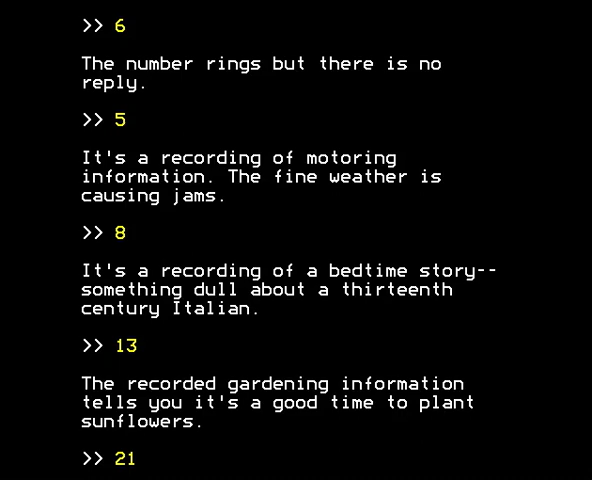 >> 6
The number rings but there is no
reply.
>> 5
It's a recording of motoring
information. The fine weather is
causing jams.
>> 8
It's a recording of a bedtime story--
something dull about a thirteenth
century Italian.
>> 13
The recorded gardening information
tells you it's a good time to plant
sunflowers.
>> 21